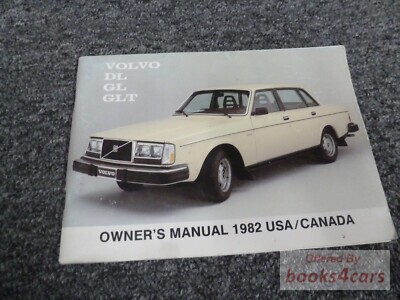 VOLVO
DL
GL
GLT
VOLVO
OWNER'S MANUAL 1982 USA/CANADA
Offered By
books4cars